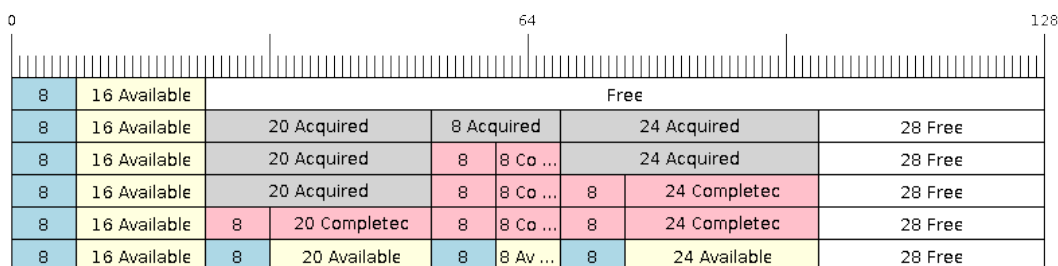 0 64 128
8 16 Available Free
8 16 Available 20 Acquired 8 Acquired 24 Acquired 28 Free
8 16 Available 20 Acquired 8 8 Co ... 24 Acquired 28 Free
8 16 Available 20 Acquired 8 8 Co ... 8 24 Completec 28 Free
8 16 Available 8 20 Completec 8 8 Co ... 8 24 Completec 28 Free
8 16 Available 8 20 Available 8 8 Av ... 8 24 Available 28 Free